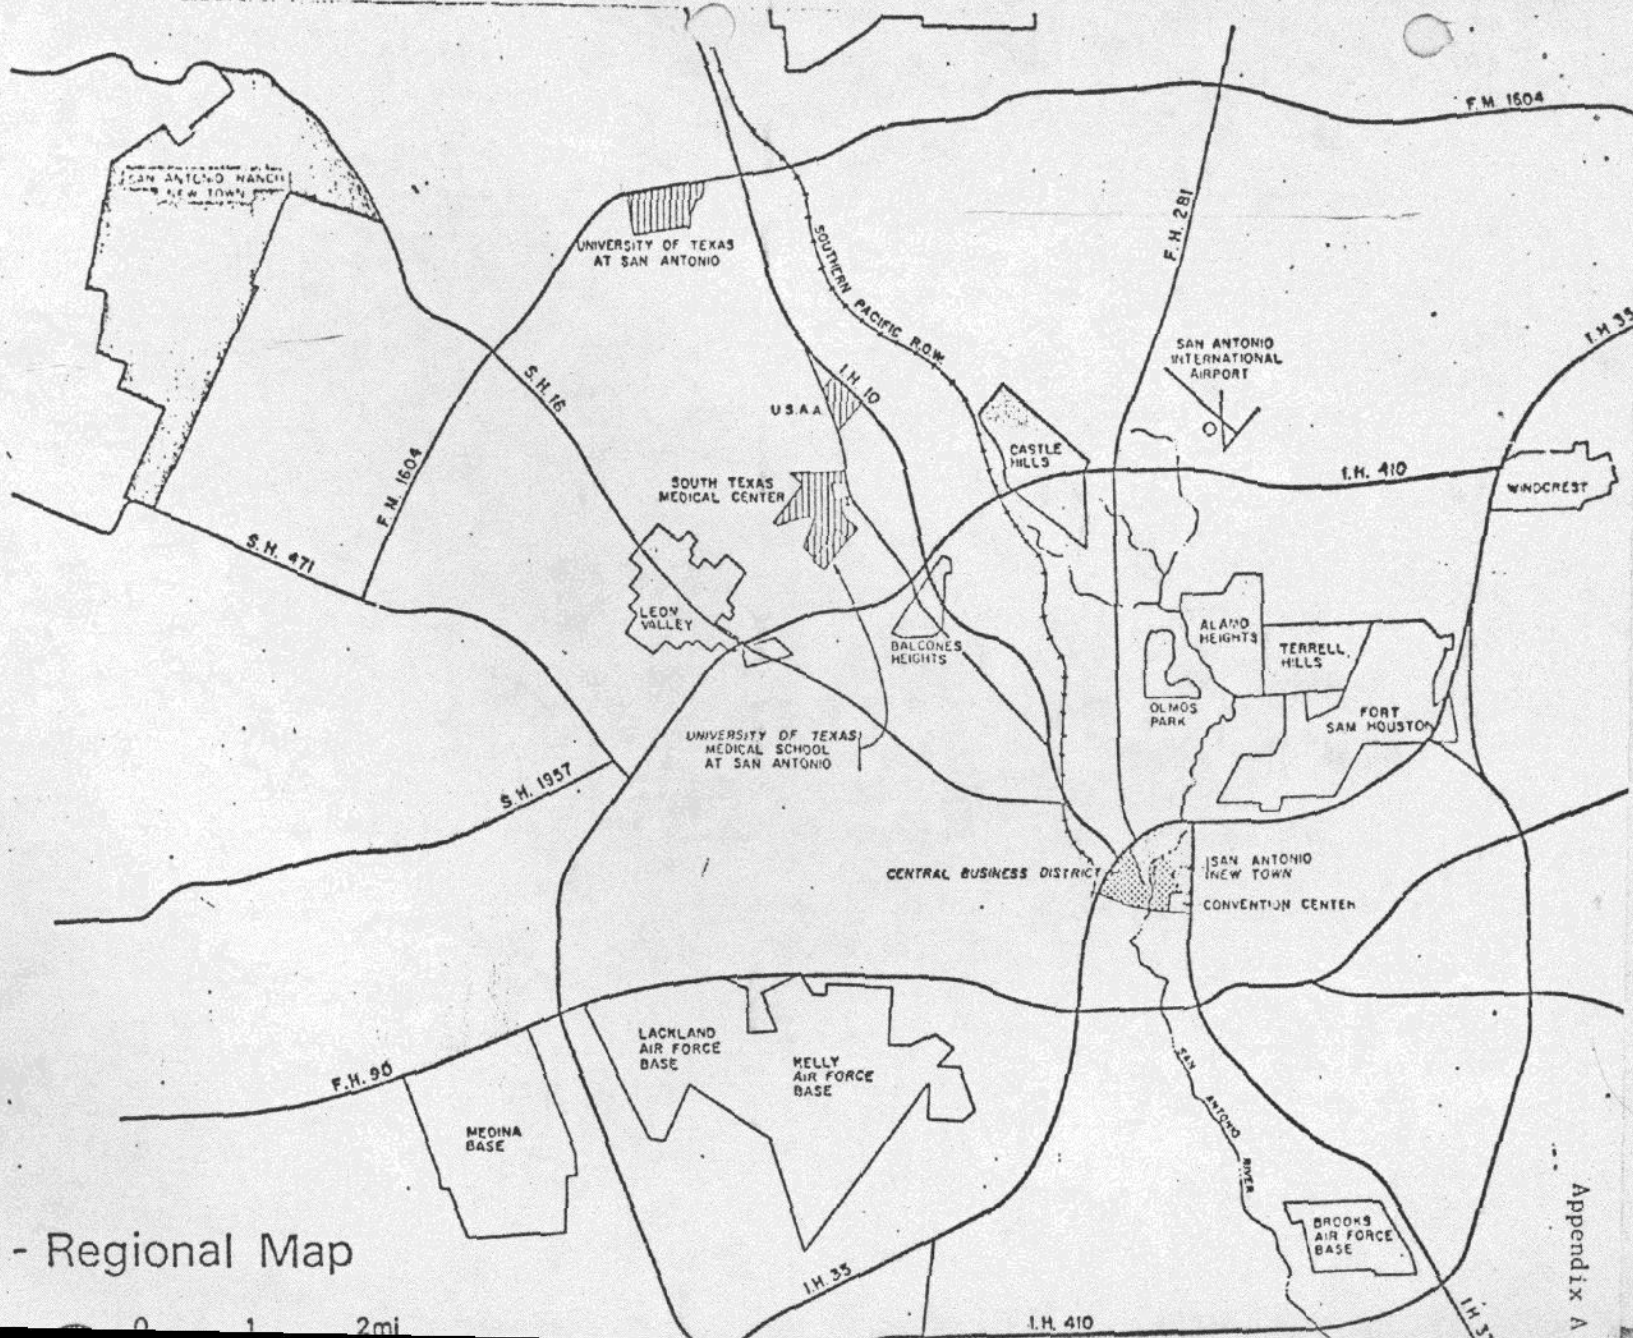 F.M. 1604
SAN ANTONIO RANCH
NEW TOWN
UNIVERSITY OF TEXAS
AT SAN ANTONIO
SOUTHERN PACIFIC R.O.W.
F.H. 281
I.H 35
SAN ANTONIO
INTERNATIONAL
AIRPORT
S.H. 16
I.H. 10
U.S.A.A.
CASTLE
HILLS
I.H. 410
WINDCREST
F.M. 1604
SOUTH TEXAS
MEDICAL CENTER
S.H. 471
LEON
VALLEY
BALCONES
HEIGHTS
ALAMO
HEIGHTS
TERRELL
HILLS
OLMOS
PARK
FORT
SAM HOUSTON
UNIVERSITY OF TEXAS
MEDICAL SCHOOL
AT SAN ANTONIO
S.H. 1957
CENTRAL BUSINESS DISTRICT
SAN ANTONIO
NEW TOWN
CONVENTION CENTER
LACKLAND
AIR FORCE
BASE
KELLY
AIR FORCE
BASE
F.H. 90
MEDINA
BASE
SAN ANTONIO RIVER
BROOKS
AIR FORCE
BASE
Appendix A
- Regional Map
I.H. 35
I.H. 410
0 1 2mi